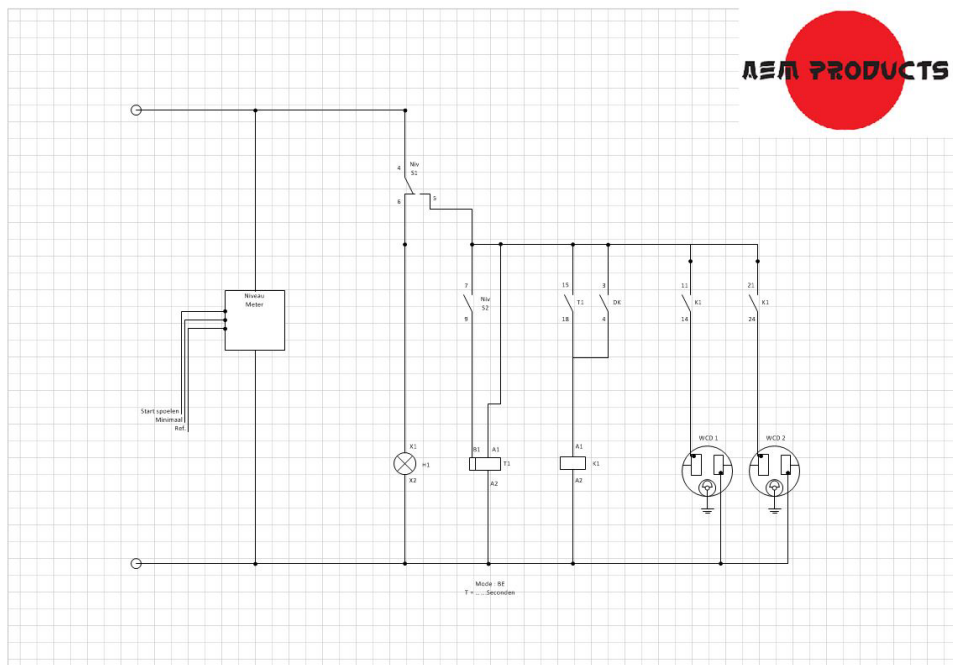 AEM PRODUCTS
4
Niv
S1
6
5
7
Niv
S2
9
15
T1
18
3
DK
4
11
K1
14
21
K1
24
Niveau
Meter
Start spoelen
Minimaal
Ref.
X1
H1
X2
B1
A1
T1
A2
A1
K1
A2
WCD 1
WCD 2
Mode : BE
T = ... ...Seconden